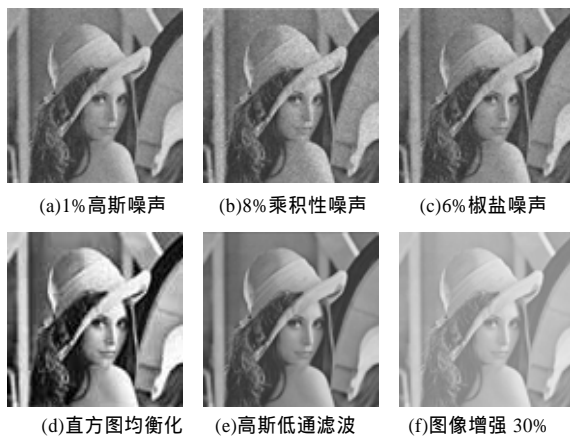 (a)1%高斯噪声 (b)8%乘积性噪声 (c)6%椒盐噪声
(d)直方图均衡化 (e)高斯低通滤波 (f)图像增强 30%